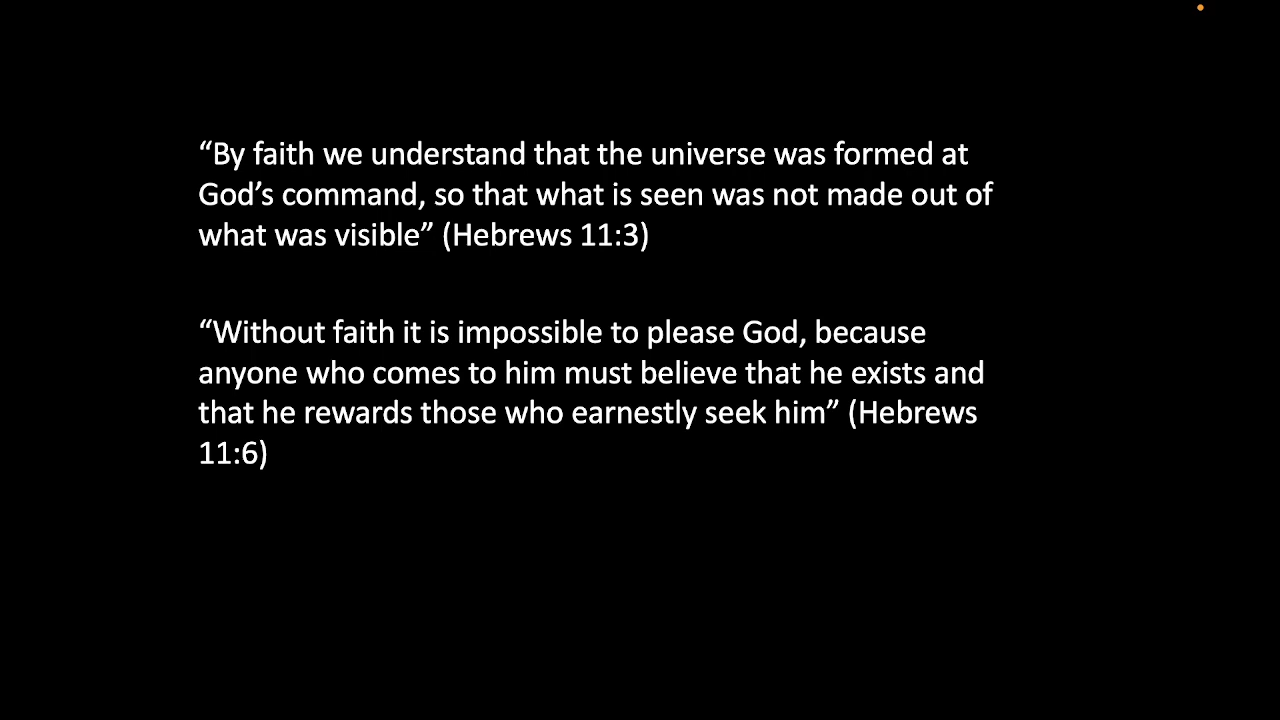 “By faith we understand that the universe was formed at
God’s command, so that what is seen was not made out of
what was visible” (Hebrews 11:3)
“Without faith it is impossible to please God, because
anyone who comes to him must believe that he exists and
that he rewards those who earnestly seek him” (Hebrews
11:6)